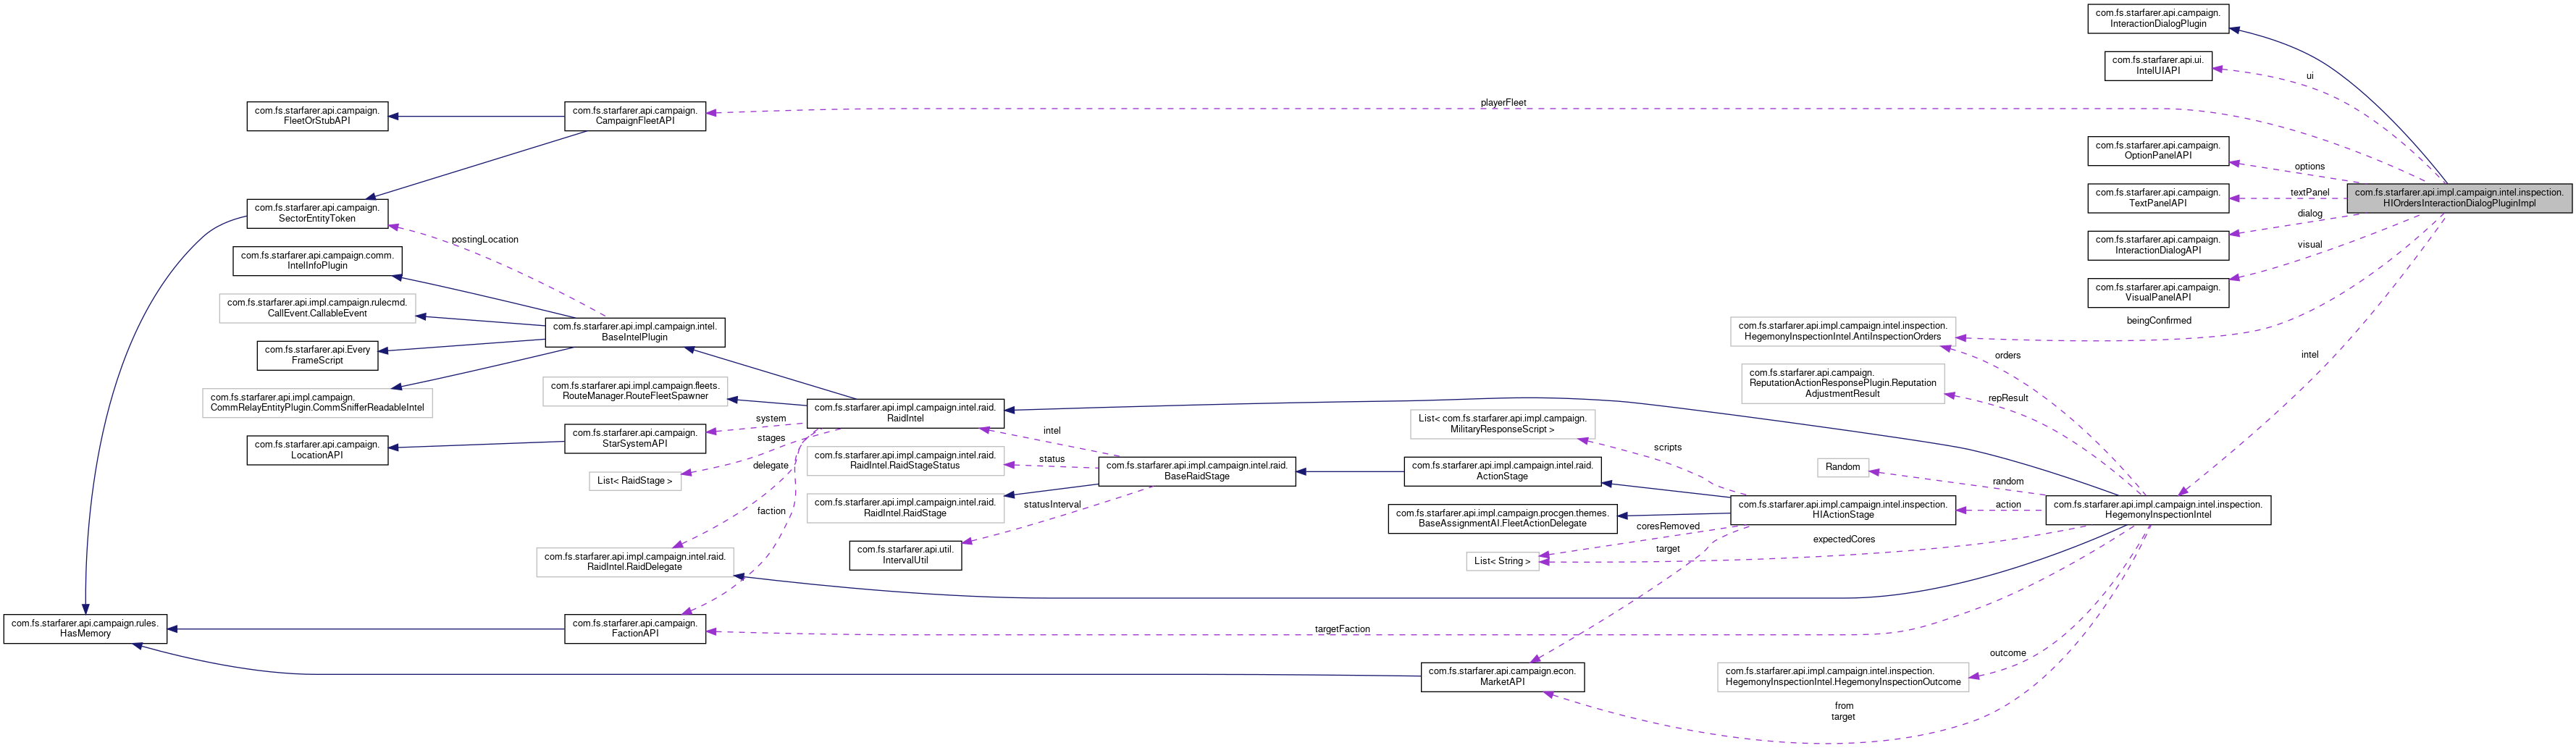 com.fs.starfarer.api.campaign.
InteractionDialogPlugin
com.fs.starfarer.api.ui.
IntelUIAPI
ui
com.fs.starfarer.api.campaign.
FleetOrStubAPI
com.fs.starfarer.api.campaign.
CampaignFleetAPI
playerFleet
com.fs.starfarer.api.campaign.
OptionPanelAPI
options
com.fs.starfarer.api.campaign.
TextPanelAPI
textPanel
com.fs.starfarer.api.impl.campaign.intel.inspection.
HIOrdersInteractionDialogPluginImpl
com.fs.starfarer.api.campaign.
SectorEntityToken
postingLocation
com.fs.starfarer.api.campaign.
InteractionDialogAPI
dialog
visual
com.fs.starfarer.api.campaign.comm.
IntelInfoPlugin
com.fs.starfarer.api.campaign.
VisualPanelAPI
com.fs.starfarer.api.impl.campaign.rulecmd.
CallEvent.CallableEvent
com.fs.starfarer.api.impl.campaign.intel.
BaseIntelPlugin
com.fs.starfarer.api.impl.campaign.intel.inspection.
HegemonyInspectionIntel.AntiInspectionOrders
beingConfirmed
com.fs.starfarer.api.Every
FrameScript
orders
intel
com.fs.starfarer.api.impl.campaign.
CommRelayEntityPlugin.CommSnifferReadableIntel
com.fs.starfarer.api.impl.campaign.fleets.
RouteManager.RouteFleetSpawner
com.fs.starfarer.api.campaign.
ReputationActionResponsePlugin.Reputation
AdjustmentResult
repResult
com.fs.starfarer.api.impl.campaign.intel.raid.
RaidIntel
system
List< com.fs.starfarer.api.impl.campaign.
MilitaryResponseScript >
com.fs.starfarer.api.campaign.
LocationAPI
com.fs.starfarer.api.campaign.
StarSystemAPI
stages
intel
scripts
delegate
com.fs.starfarer.api.impl.campaign.intel.raid.
RaidIntel.RaidStageStatus
status
com.fs.starfarer.api.impl.campaign.intel.raid.
BaseRaidStage
com.fs.starfarer.api.impl.campaign.intel.raid.
ActionStage
Random
random
List< RaidStage >
faction
com.fs.starfarer.api.impl.campaign.intel.raid.
RaidIntel.RaidStage
statusInterval
com.fs.starfarer.api.impl.campaign.procgen.themes.
BaseAssignmentAI.FleetActionDelegate
com.fs.starfarer.api.impl.campaign.intel.inspection.
HIActionStage
action
com.fs.starfarer.api.impl.campaign.intel.inspection.
HegemonyInspectionIntel
coresRemoved
expectedCores
com.fs.starfarer.api.impl.campaign.intel.raid.
RaidIntel.RaidDelegate
com.fs.starfarer.api.util.
IntervalUtil
List< String >
target
com.fs.starfarer.api.campaign.rules.
HasMemory
com.fs.starfarer.api.campaign.
FactionAPI
targetFaction
outcome
com.fs.starfarer.api.campaign.econ.
MarketAPI
com.fs.starfarer.api.impl.campaign.intel.inspection.
HegemonyInspectionIntel.HegemonyInspectionOutcome
from
target